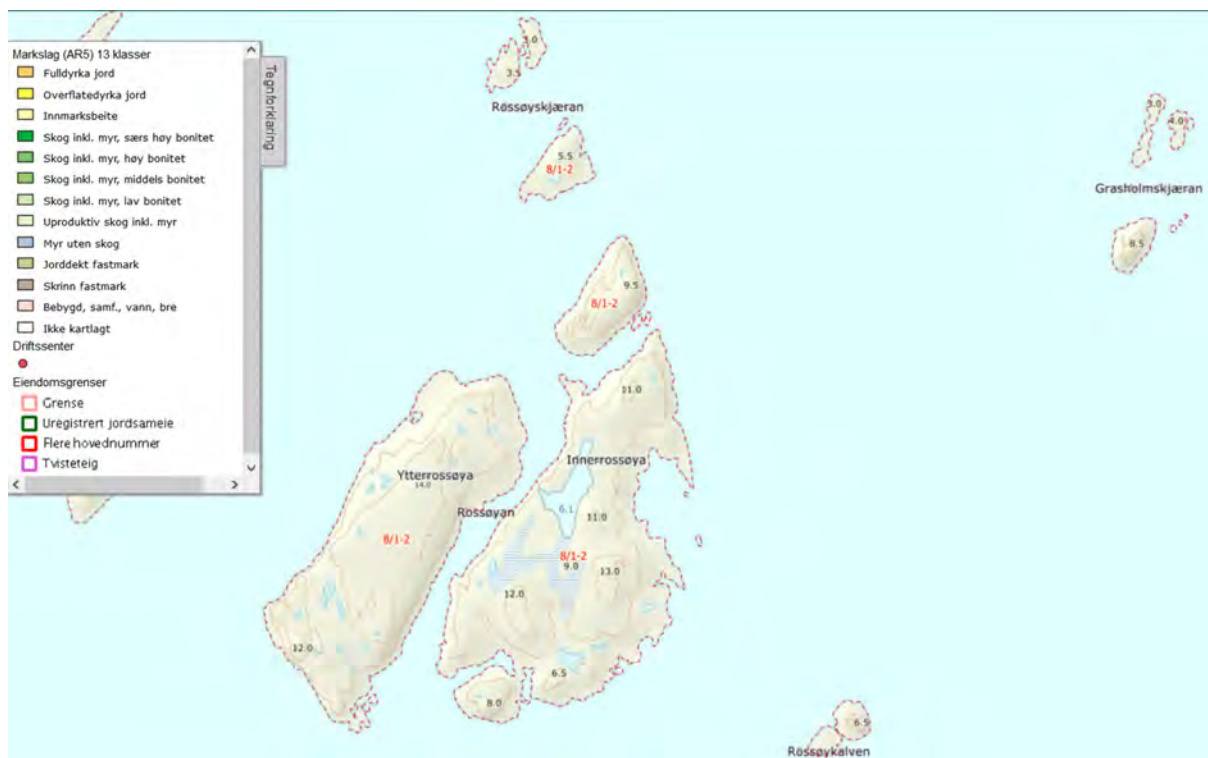 Markslag (AR5) 13 klasser
Fulldyrka jord
Overflatedyrka jord
Innmarksbeite
Skog inkl. myr, særs høy bonitet
Skog inkl. myr, høy bonitet
Skog inkl. myr, middels bonitet
Skog inkl. myr, lav bonitet
Uproduktiv skog inkl. myr
Myr uten skog
Jorddekt fastmark
Skrinn fastmark
Bebygd, samf., vann, bre
Ikke kartlagt
Driftssenter
Eiendomsgrenser
Grense
Uregistrert jordsameie
Flere hovednummer
Tvisteteig
Tegnforklaring
3.5
Rossøyskjæran
5.5
8/1-2
3.0
4.0
Grasholmskjæran
8.5
9.5
8/1-2
11.0
Innerrossøya
Ytterrossøya
14.0
Rossøyan
6.1
11.0
8/1-2
8/1-2
9.0
13.0
12.0
12.0
6.5
8.0
6.5
Rossøykalven